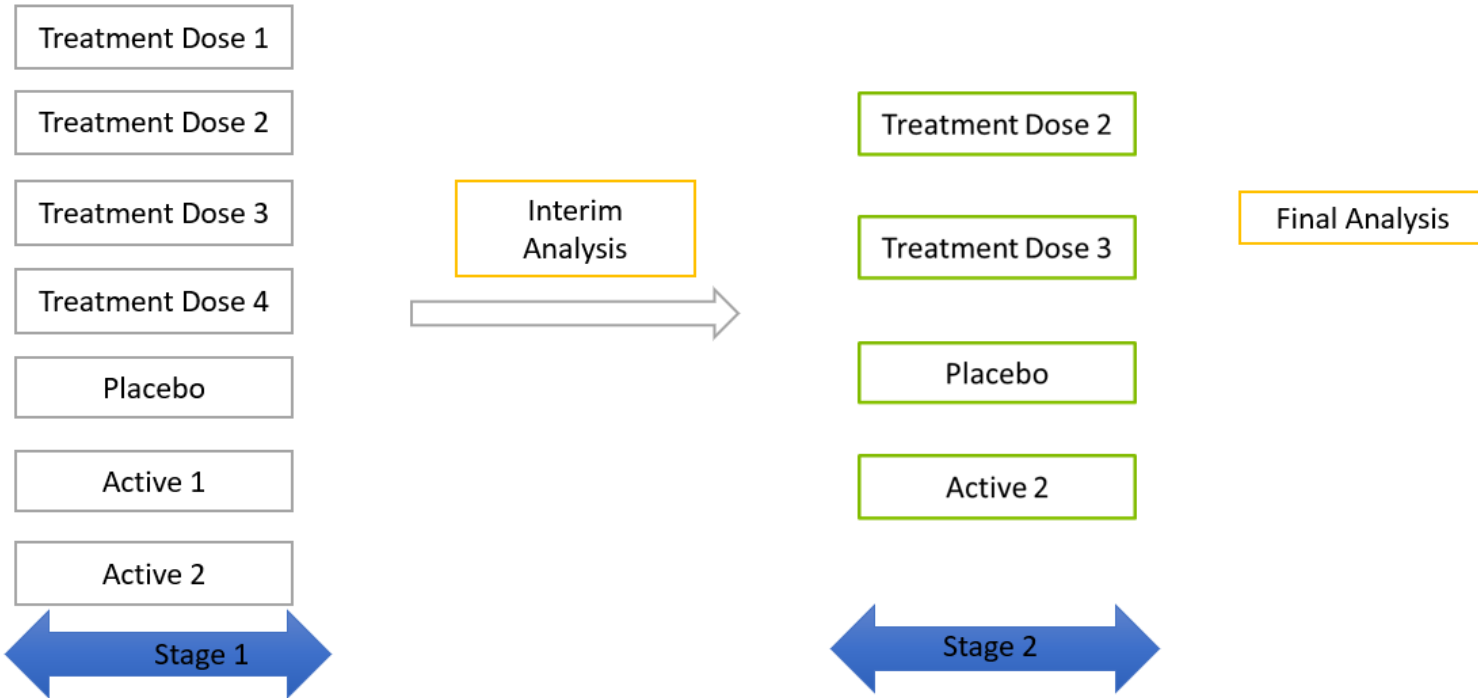 Treatment Dose 1
Treatment Dose 2
Treatment Dose 3
Treatment Dose 4
Placebo
Active 1
Active 2
Stage 1
Interim
Analysis
Treatment Dose 2
Treatment Dose 3
Placebo
Active 2
Stage 2
Final Analysis